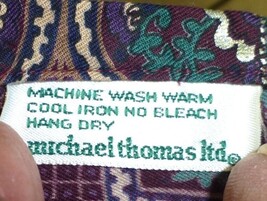 MACHINE WASH WARM
COOL IRON NO BLEACH
HANG DRY
michael thomas ltd®